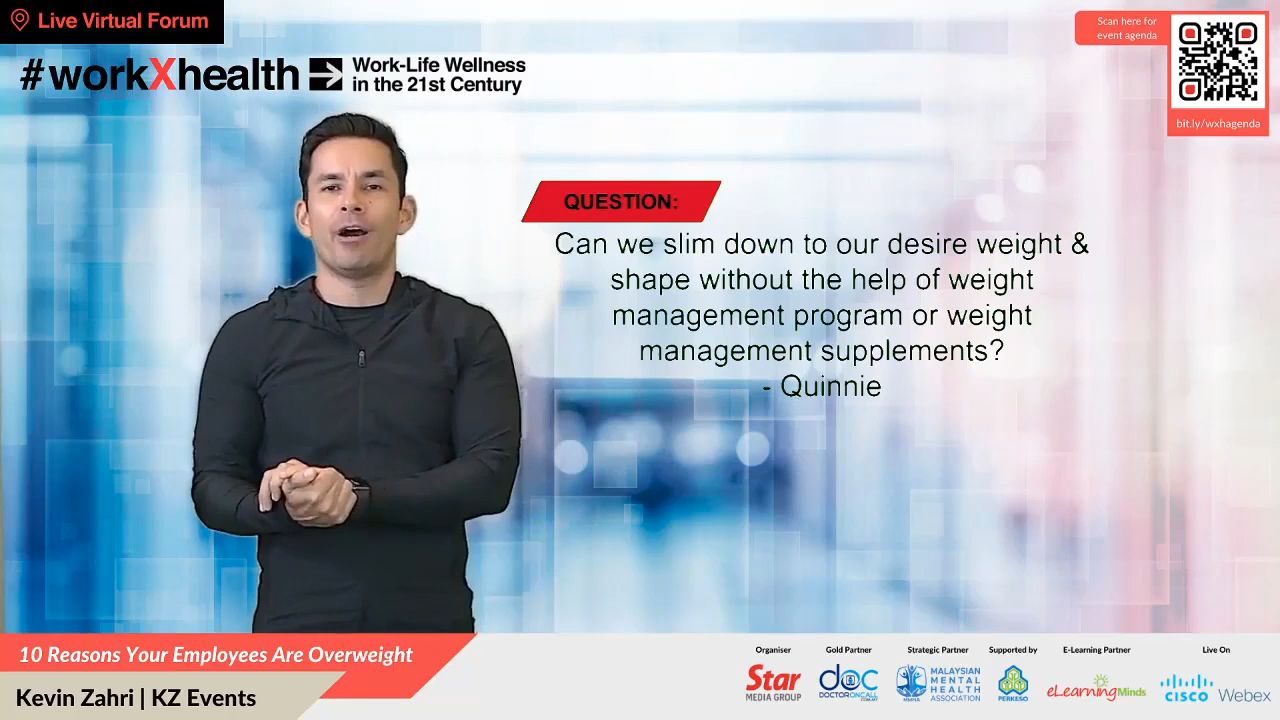 Live Virtual Forum
Scan here for
event agenda
#workXhealth
Work-Life Wellness
in the 21st Century
bit.ly/wxhagenda
QUESTION:
Can we slim down to our desire weight &
shape without the help of weight
management program or weight
management supplements?
- Quinnie
10 Reasons Your Employees Are Overweight
Kevin Zahri | KZ Events
Organiser
Gold Partner
Strategic Partner
Supported by
E-Learning Partner
Live On
Star
MEDIA GROUP
doc
DOCTORONCALL
MMHA
MALAYSIAN
MENTAL
HEALTH
ASSOCIATION
PERKESO
eLearningMinds
CISCO
Webex